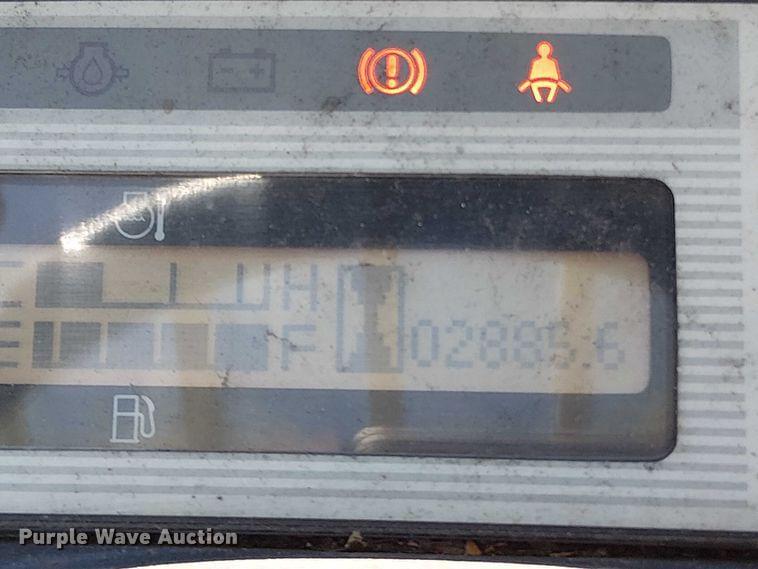 C H
E F 02885.6
Purple Wave Auction®